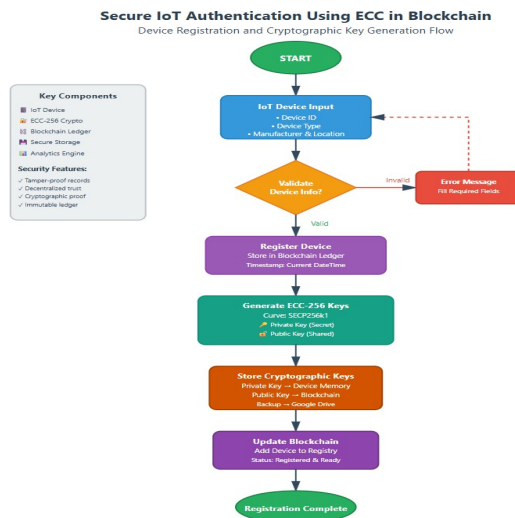 Secure IoT Authentication Using ECC in Blockchain
Device Registration and Cryptographic Key Generation Flow
START
Key Components
IoT Device
ECC-256 Crypto
Blockchain Ledger
Secure Storage
Analytics Engine
Security Features:
✓ Tamper-proof records
✓ Decentralized trust
✓ Cryptographic proof
✓ Immutable ledger
IoT Device Input
• Device ID
• Device Type
• Manufacturer & Location
Validate
Device Info?
Invalid
Error Message
Fill Required Fields
Valid
Register Device
Store in Blockchain Ledger
Timestamp: Current DateTime
Generate ECC-256 Keys
Curve: SECP256k1
Private Key (Secret)
Public Key (Shared)
Store Cryptographic Keys
Private Key → Device Memory
Public Key → Blockchain
Backup → Google Drive
Update Blockchain
Add Device to Registry
Status: Registered & Ready
Registration Complete